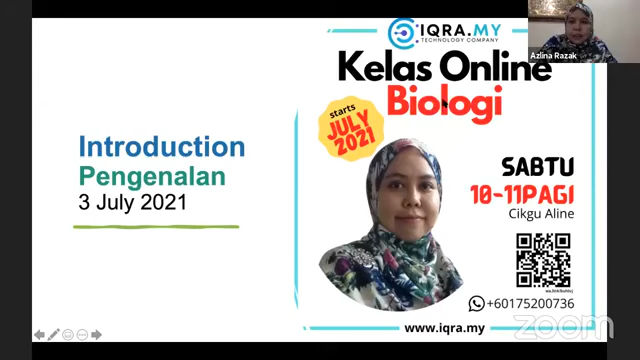 Introduction
Pengenalan
3 July 2021
IQRA.MY
TECHNOLOGY COMPANY
Kelas Online
Biologi
starts
JULY
2021
SABTU
10-11PAGI
Cikgu Aline
+60175200736
www.iqra.my
Azlina Razak
zoom